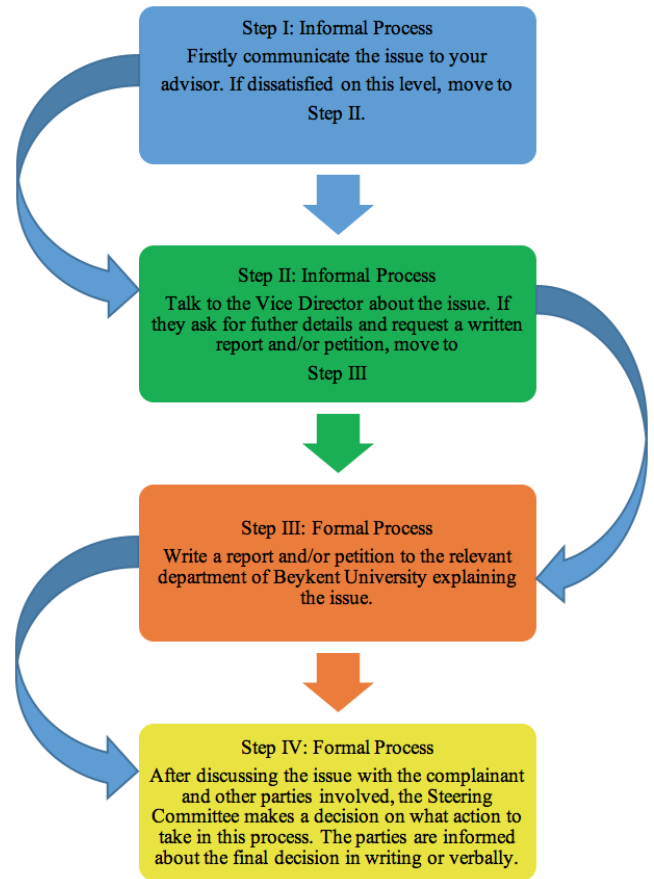 Step I: Informal Process
Firstly communicate the issue to your
advisor. If dissatisfied on this level, move to
Step II.
Step II: Informal Process
Talk to the Vice Director about the issue. If
they ask for futher details and request a written
report and/or petition, move to
Step III
Step III: Formal Process
Write a report and/or petition to the relevant
department of Beykent University explaining
the issue.
Step IV: Formal Process
After discussing the issue with the complainant
and other parties involved, the Steering
Committee makes a decision on what action to
take in this process. The parties are informed
about the final decision in writing or verbally.